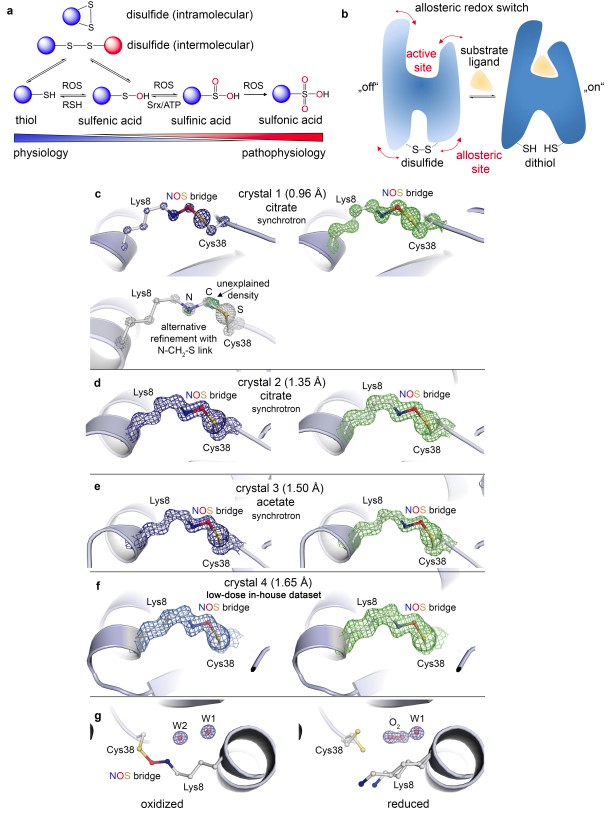 a
disulfide (intramolecular)
disulfide (intermolecular)
S
S
S
S
SH
ROS
RSH
S
OH
ROS
Srx/ATP
O
S
OH
ROS
O
S
OH
O
thiol
sulfenic acid
sulfinic acid
sulfonic acid
physiology
pathophysiology
b
allosteric redox switch
active
site
substrate
ligand
„off"
„on"
S–S
disulfide
allosteric
site
SH HS
dithiol
c
Lys8
NOS bridge
crystal 1 (0.96 Å)
citrate
synchrotron
Cys38
Lys8
NOS bridge
Cys38
Lys8
N
C
unexplained
density
S
alternative
refinement with
N-CH2-S link
Cys38
d
Lys8
NOS bridge
crystal 2 (1.35 Å)
citrate
synchrotron
Cys38
Lys8
NOS bridge
Cys38
e
Lys8
NOS bridge
crystal 3 (1.50 Å)
acetate
synchrotron
Cys38
Lys8
NOS bridge
Cys38
f
Lys8
NOS bridge
crystal 4 (1.65 Å)
low-dose in-house dataset
Cys38
Lys8
NOS bridge
Cys38
g
W2
W1
Cys38
NOS bridge
Lys8
oxidized
O2
W1
Cys38
Lys8
reduced